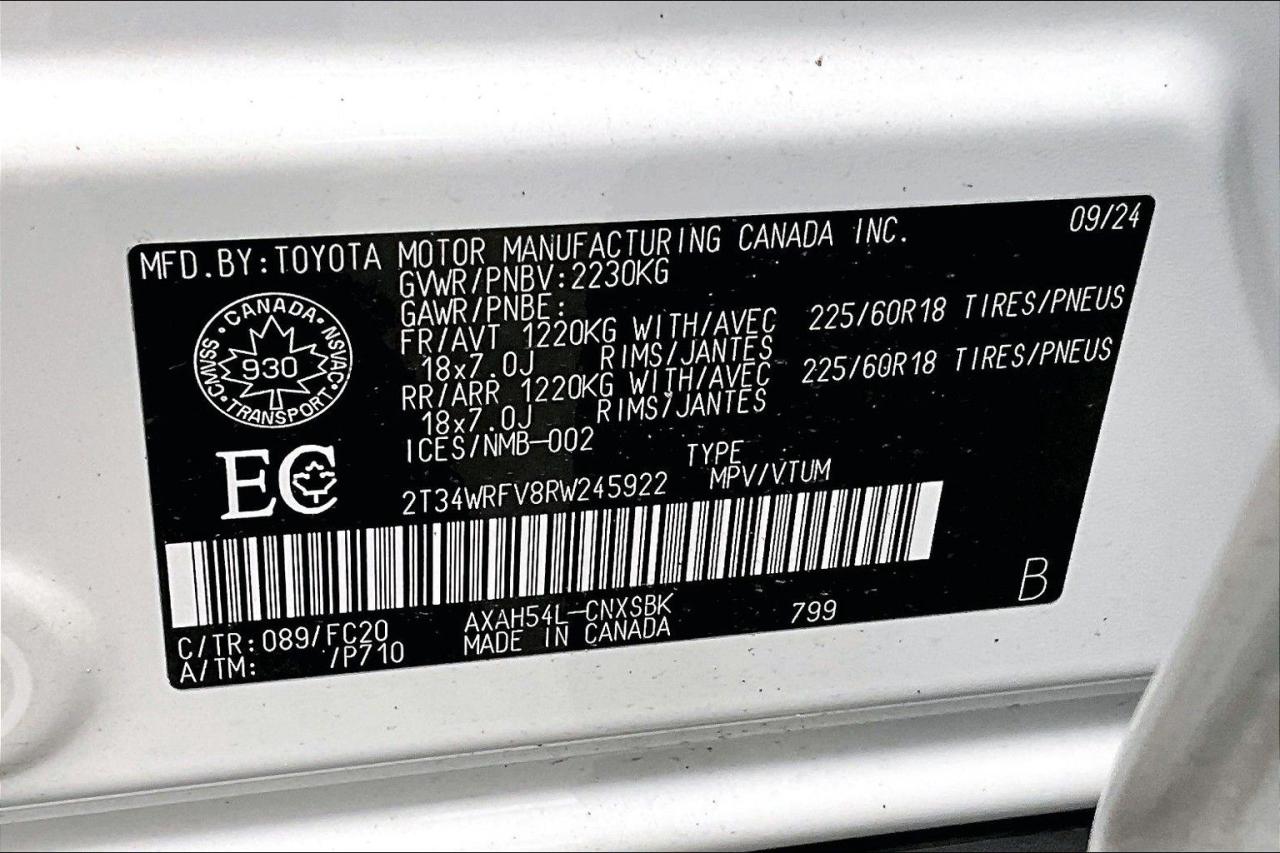 MFD.BY:TOYOTA MOTOR MANUFACTURING CANADA INC. 09/24
GVWR/PNBV:2230KG
GAWR/PNBE:
FR/AVT 1220KG WITH/AVEC 225/60R18 TIRES/PNEUS
18x7.0J RIMS/JANTES
RR/ARR 1220KG WITH/AVEC 225/60R18 TIRES/PNEUS
18x7.0J RIMS/JANTES
ICES/NMB-002
CANADA
CMVSS 930 NSVAC
TRANSPORT
EC
TYPE
2T34WRFV8RW245922 MPV/VTUM
B
C/TR:089/FC20 AXAH54L-CNXSBK 799
A/TM: /P710 MADE IN CANADA